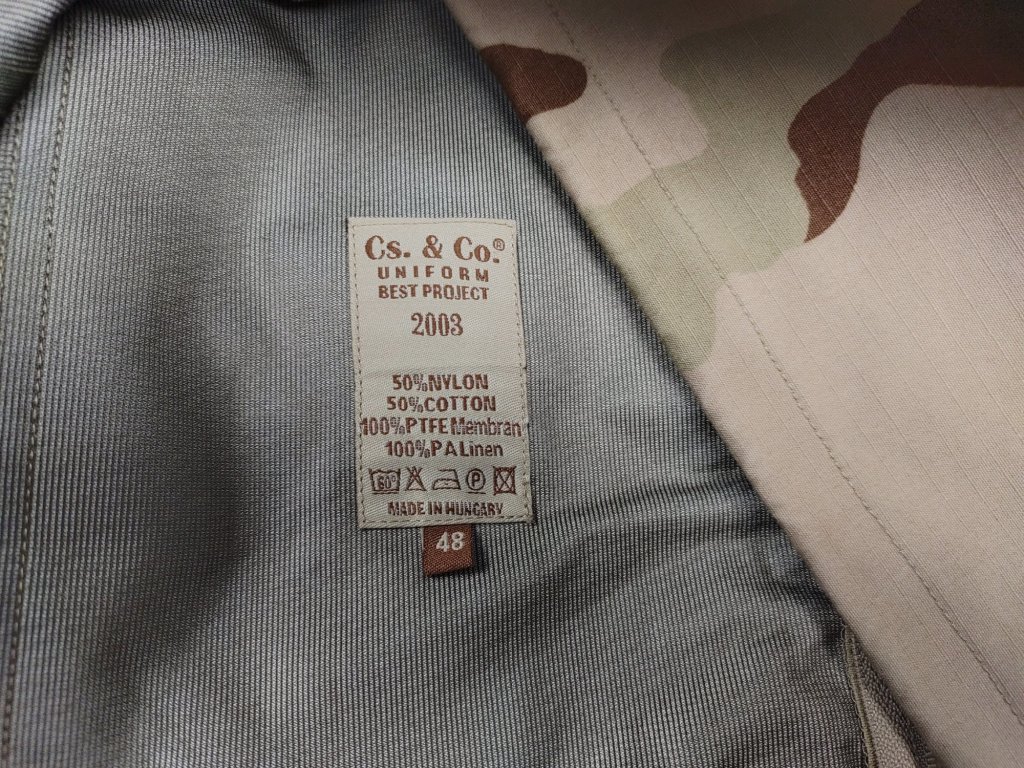 Cs. & Co.®
UNIFORM
BEST PROJECT
2003
50%NYLON
50%COTTON
100%PTFE Membran
100%PA Linen
60°
P
MADE IN HUNGARY
48